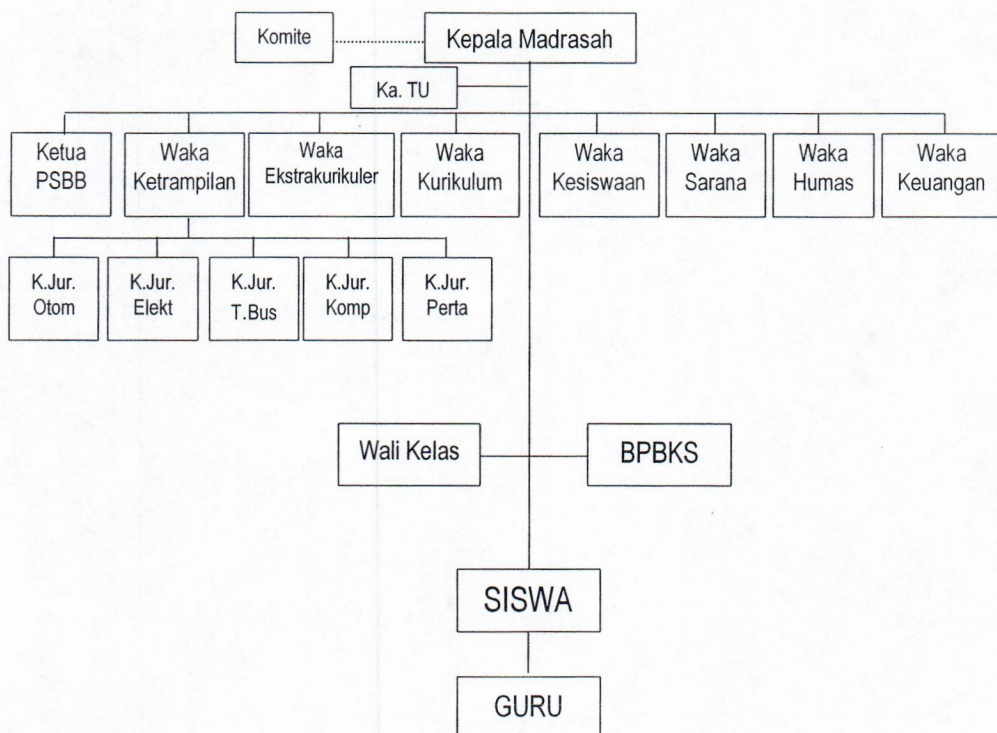 Komite
Kepala Madrasah
Ka. TU
Ketua
PSBB
Waka
Ketrampilan
Waka
Ekstrakurikuler
Waka
Kurikulum
Waka
Kesiswaan
Waka
Sarana
Waka
Humas
Waka
Keuangan
K.Jur.
Otom
K.Jur.
Elekt
K.Jur.
T.Bus
K.Jur.
Komp
K.Jur.
Perta
Wali Kelas
BPBKS
SISWA
GURU